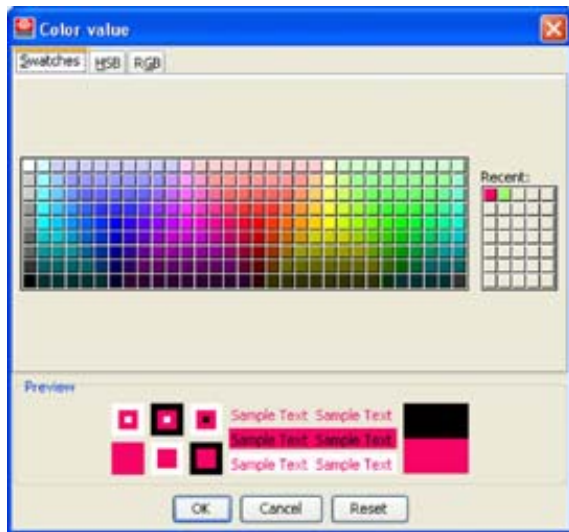 Color value
Swatches HSB RGB
Recent:
Preview
Sample Text Sample Text
Sample Text Sample Text
Sample Text Sample Text
OK Cancel Reset